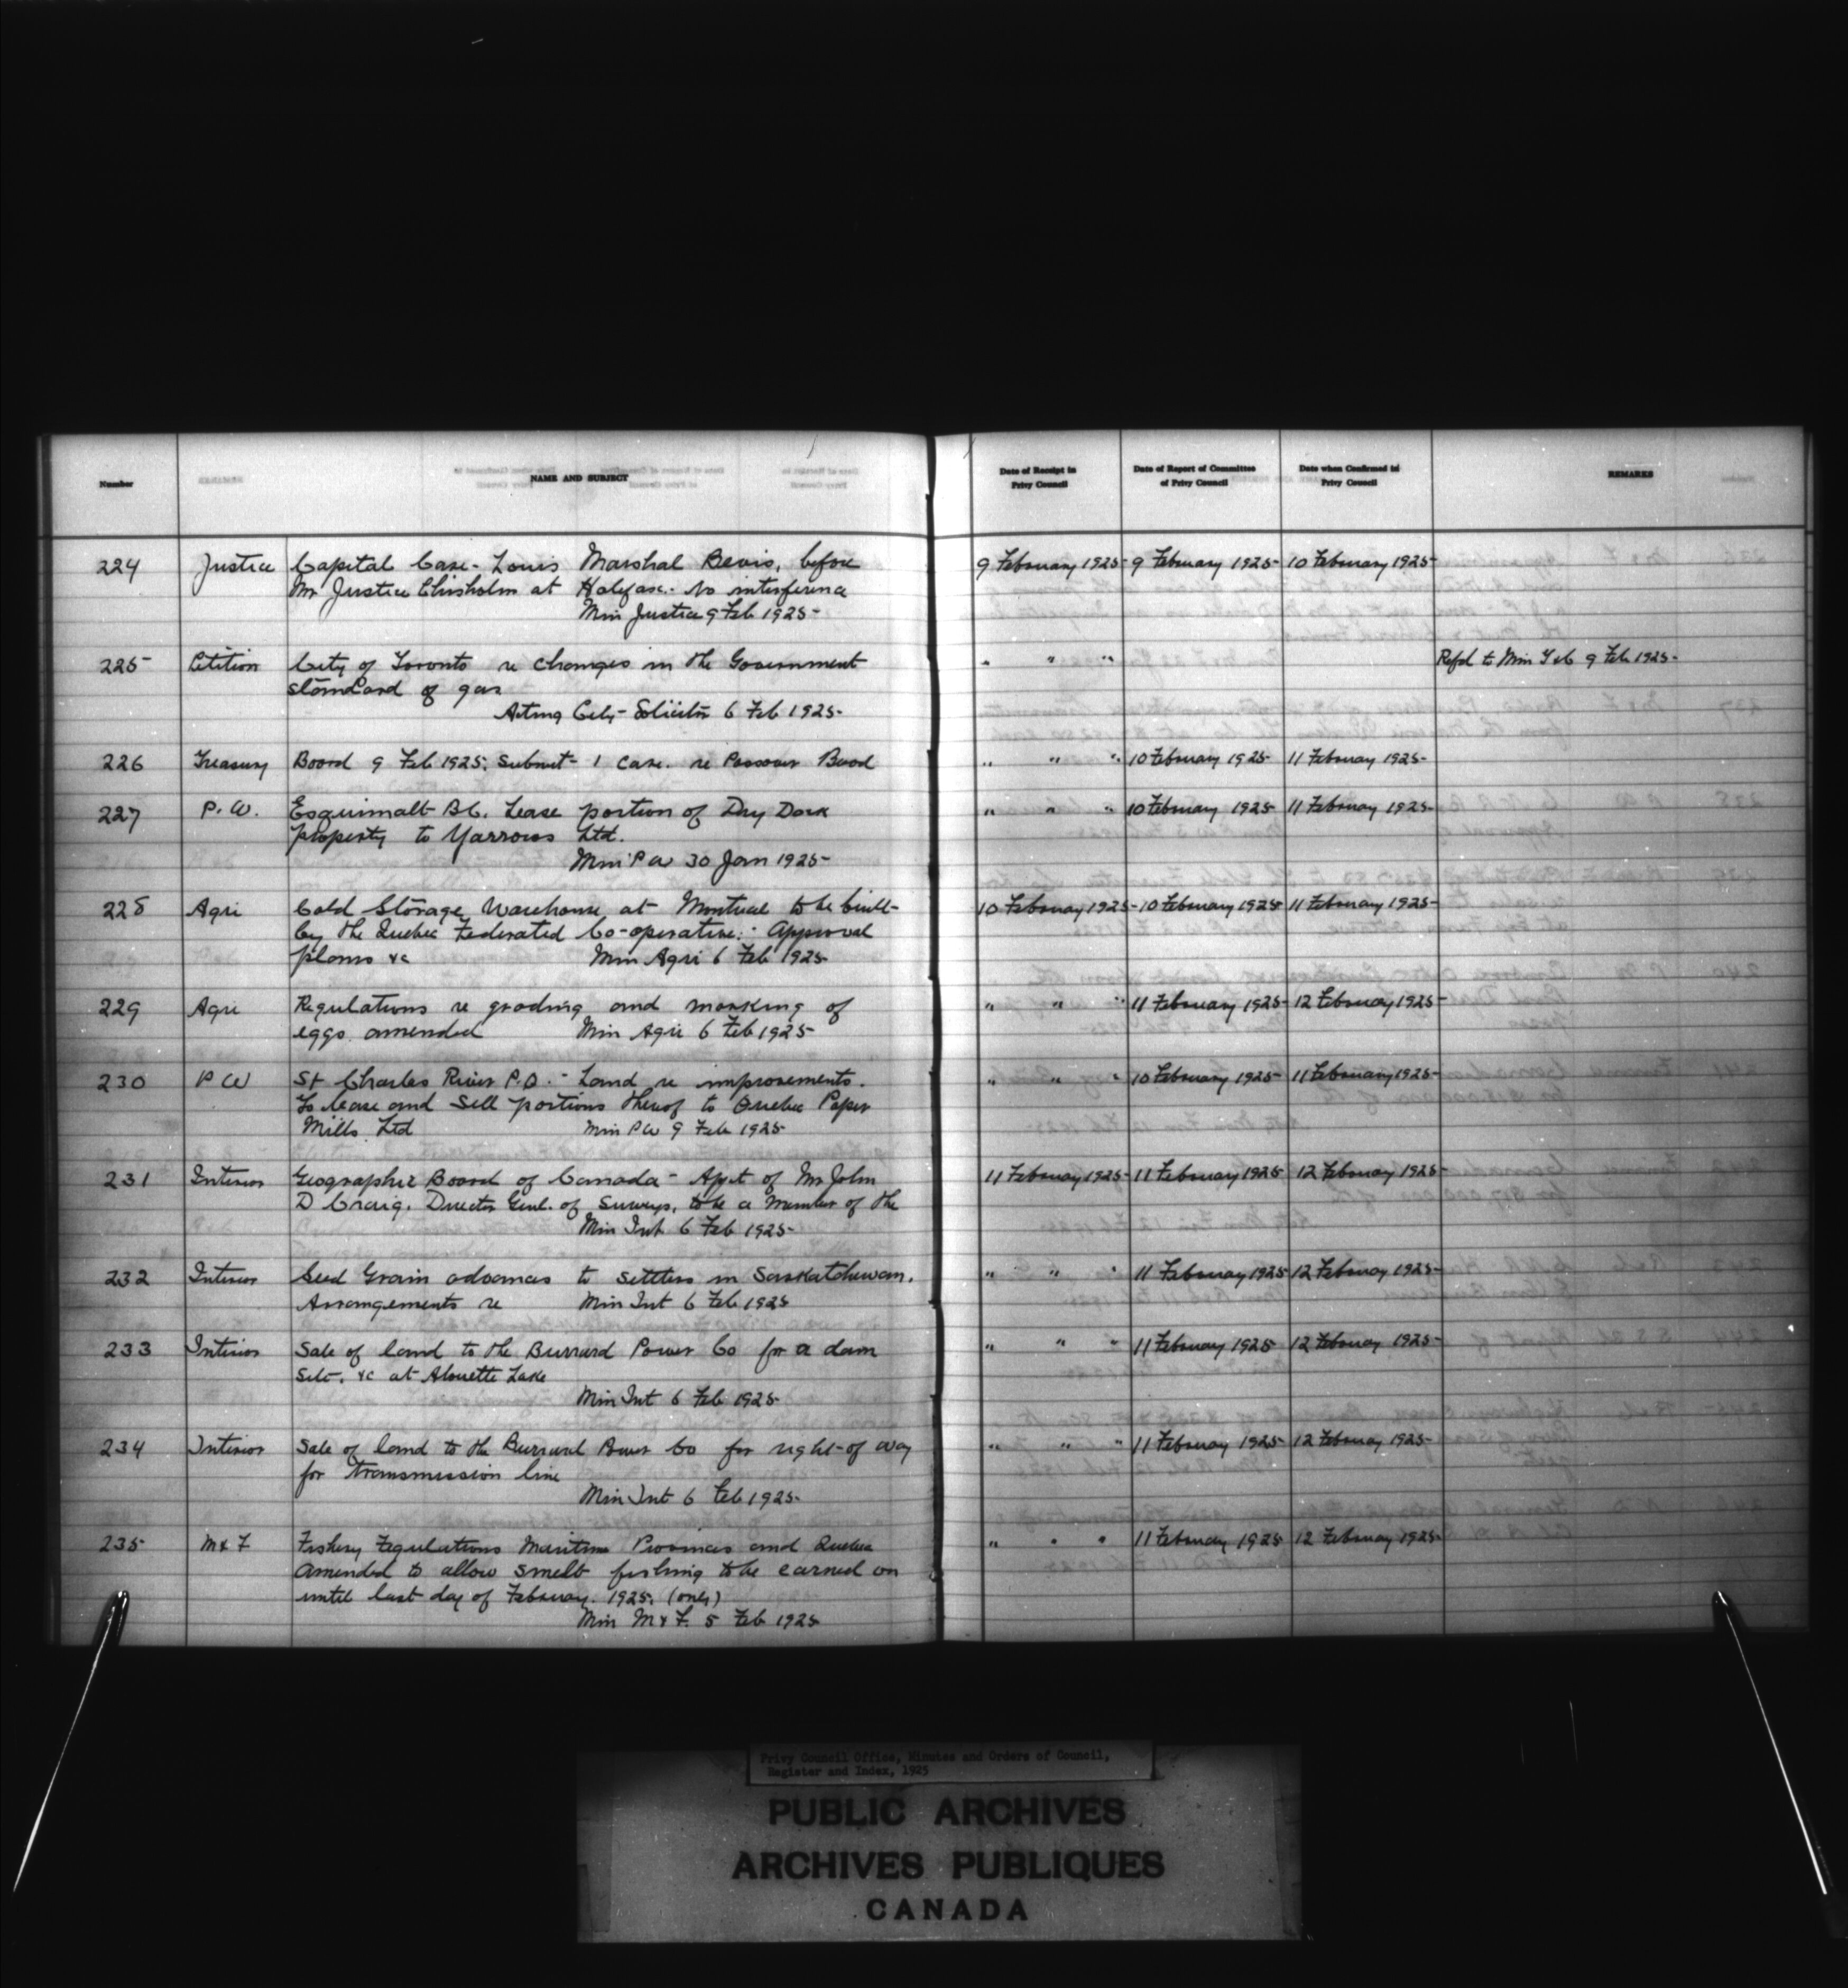 Number
NAME AND SUBJECT
Date of Receipt in Privy Council
Date of Report of Committee of Privy Council
Date when Confirmed in Privy Council
REMARKS
224 Justice Capital Case - Louis Marshal Bevis, before 9 February 1925 9 February 1925 10 February 1925
Mr Justice Chisholm at Halifax - No interference
Min Justice 9 Feb 1925
225 Petition City of Toronto re changes in the Government " " " Refd to Min T & C 9 Feb 1925
standard of gas
Acting City Solicitor 6 Feb 1925
226 Treasury Board 9 Feb 1925; Submit 1 case. re " " " 10 February 1925 11 February 1925
227 P. W. Esquimalt B.C. Lease portion of Dry Dock " " " 10 February 1925 11 February 1925
property to Yarrows Ltd.
Min P W 30 Jan 1925
228 Agri Cold Storage Warehouse at Montreal to be built 10 February 1925 10 February 1925 11 February 1925
by the Quebec Federated Co-operative: - Approval
plans &c Min Agri 6 Feb 1925
229 Agri Regulations re grading and marking of " " " 11 February 1925 12 February 1925
eggs amended Min Agri 6 Feb 1925
230 P W St Charles River P.Q. - Land re improvements. " " " 10 February 1925 11 February 1925
To lease and sell portions thereof to Quebec Paper
Mills Ltd Min P W 9 Feb 1925
231 Interior Geographic Board of Canada - Appt of Mr John 11 February 1925 11 February 1925 12 February 1925
D Craig, Director Genl. of Surveys, to be a Member of the
Min Int 6 Feb 1925
232 Interior Seed Grain advances to settlers in Saskatchewan. " " " 11 February 1925 12 February 1925
Arrangements re Min Int 6 Feb 1925
233 Interior Sale of land to the Burrard Power Co for a dam " " " 11 February 1925 12 February 1925
site, &c at Alouette Lake
Min Int 6 Feb 1925
234 Interior Sale of land to the Burrard Power Co for right-of way " " " 11 February 1925 12 February 1925
for transmission line
Min Int 6 Feb 1925
235 M & F Fishery Regulations Maritime Provinces and Quebec " " " 11 February 1925 12 February 1925
amended to allow smelt fishing to be carried on
until last day of February. 1925. (only)
Min M & F. 5 Feb 1925
Privy Council Office, Minutes and Orders of Council,
Register and Index, 1925
PUBLIC ARCHIVES
ARCHIVES PUBLIQUES
CANADA